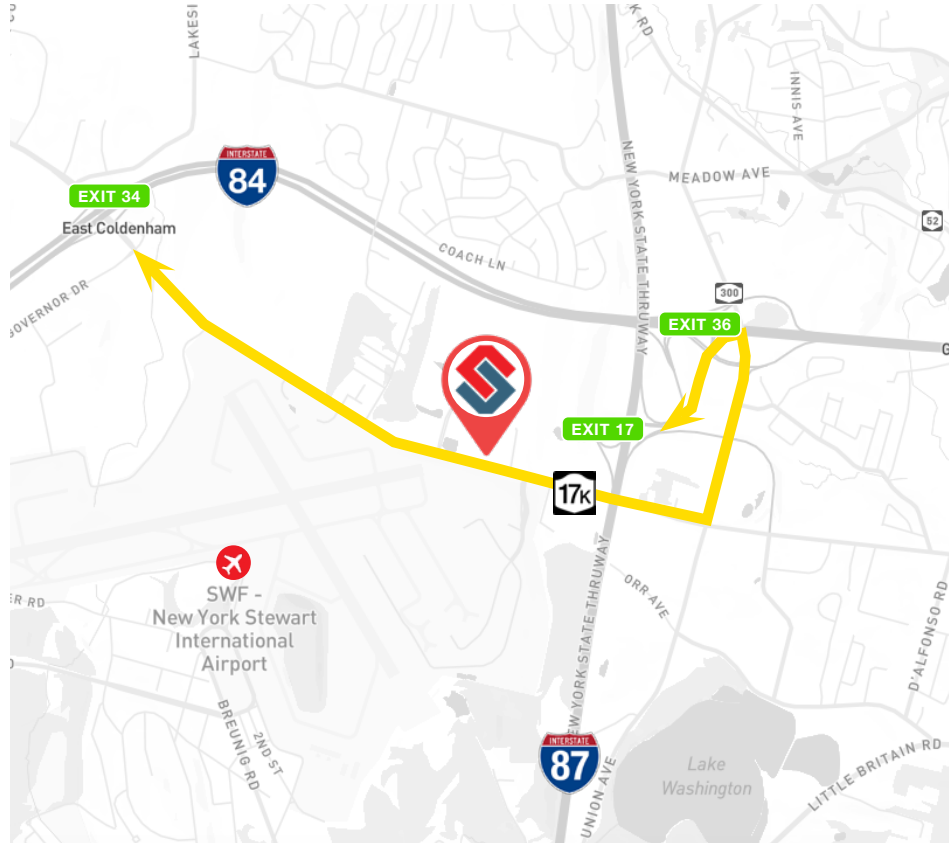 LAKESI
K RD
INNIS AVE
INTERSTATE
84
NEW YORK STATE THRUWAY
MEADOW AVE
EXIT 34
East Coldenham
52
COACH LN
GOVERNOR DR
300
EXIT 36
G
EXIT 17
17K
SWF -
New York Stewart
International
Airport
ER RD
ORR AVE
NEW YORK STATE THRUWAY
D'ALFONSO RD
BREUNIG RD
2ND ST
INTERSTATE
87
UNION AVE
Lake
Washington
LITTLE BRITAIN RD